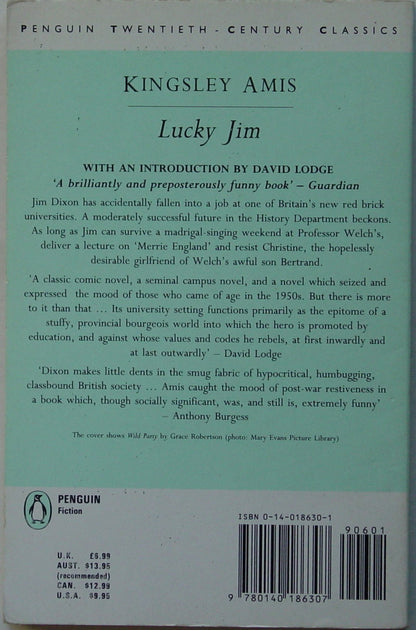 PENGUIN TWENTIETH-CENTURY CLASSICS
KINGSLEY AMIS
Lucky Jim
WITH AN INTRODUCTION BY DAVID LODGE
‘A brilliantly and preposterously funny book’ – Guardian
Jim Dixon has accidentally fallen into a job at one of Britain's new red brick
universities. A moderately successful future in the History Department beckons.
As long as Jim can survive a madrigal-singing weekend at Professor Welch's,
deliver a lecture on ‘Merrie England’ and resist Christine, the hopelessly
desirable girlfriend of Welch's awful son Bertrand.
‘A classic comic novel, a seminal campus novel, and a novel which seized and
expressed the mood of those who came of age in the 1950s. But there is more
to it than that … Its university setting functions primarily as the epitome of a
stuffy, provincial bourgeois world into which the hero is promoted by
education, and against whose values and codes he rebels, at first inwardly and
at last outwardly’ – David Lodge
‘Dixon makes little dents in the smug fabric of hypocritical, humbugging,
classbound British society … Amis caught the mood of post-war restiveness in
a book which, though socially significant, was, and still is, extremely funny’
– Anthony Burgess
The cover shows Wild Party by Grace Robertson (photo: Mary Evans Picture Library)
PENGUIN
Fiction
U.K. £6.99
AUST. $13.95
(recommended)
CAN. $12.99
U.S.A. $9.95
ISBN 0-14-018630-1
90601
9 780140 186307